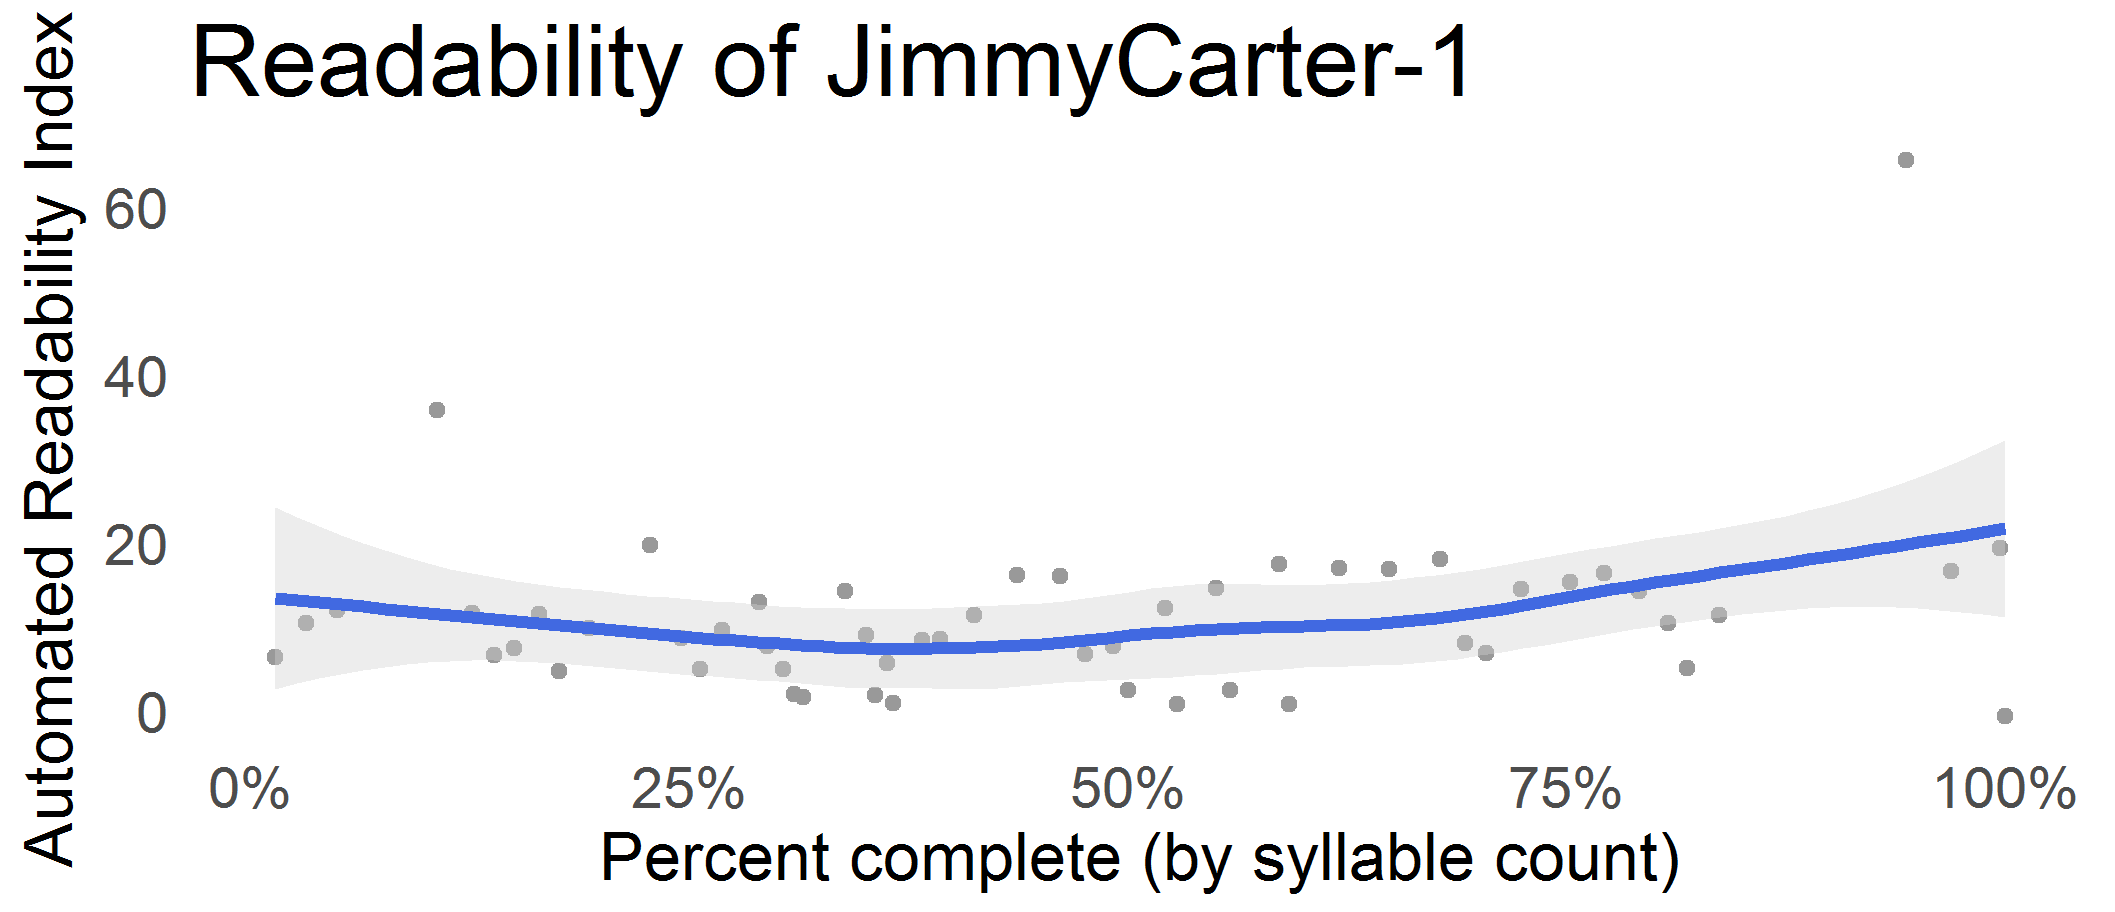 Readability of JimmyCarter-1
Automated Readability Index
60
40
20
0
0% 25% 50% 75% 100%
Percent complete (by syllable count)